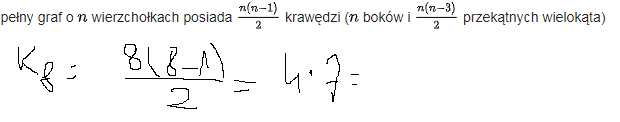 pełny graf o n wierzchołkach posiada n(n−1)/2 krawędzi (n boków i n(n−3)/2 przekątnych wielokąta)
K8 = 8(8−1)/2 = 4·7=